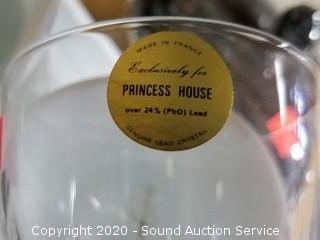 MADE IN FRANCE
Exclusively for
PRINCESS HOUSE
over 24% (PbO) Lead
GENUINE LEAD CRYSTAL
Copyright 2020 - Sound Auction Service